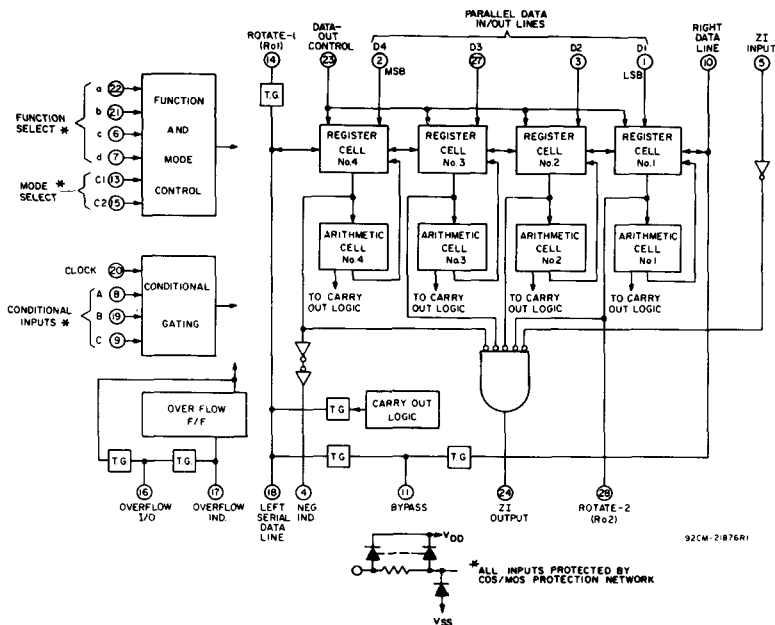 PARALLEL DATA
IN/OUT LINES
ROTATE-1
(Ro1)
14
DATA-
OUT
CONTROL
23
D4
2
MSB
D3
27
D2
3
D1
1
LSB
RIGHT
DATA
LINE
10
ZI
INPUT
5
T.G.
FUNCTION
SELECT *
a 22
b 21
c 6
d 7
MODE *
SELECT
C1 13
C2 15
FUNCTION
AND
MODE
CONTROL
REGISTER
CELL
No.4
REGISTER
CELL
No.3
REGISTER
CELL
No.2
REGISTER
CELL
No.1
ARITHMETIC
CELL
No.4
ARITHMETIC
CELL
No.3
ARITHMETIC
CELL
No.2
ARITHMETIC
CELL
No.1
TO CARRY
OUT LOGIC
TO CARRY
OUT LOGIC
TO CARRY
OUT LOGIC
TO CARRY
OUT LOGIC
CLOCK 20
CONDITIONAL
INPUTS *
A 8
B 19
C 9
CONDITIONAL
GATING
OVER FLOW
F/F
T.G.
T.G.
16
OVERFLOW
I/O
17
OVERFLOW
IND.
T.G.
CARRY OUT
LOGIC
T.G.
T.G.
18
LEFT
SERIAL
DATA
LINE
4
NEG.
IND.
11
BYPASS
24
ZI
OUTPUT
28
ROTATE-2
(Ro2)
92CM-21876R1
VDD
*ALL INPUTS PROTECTED BY
COS/MOS PROTECTION NETWORK
VSS